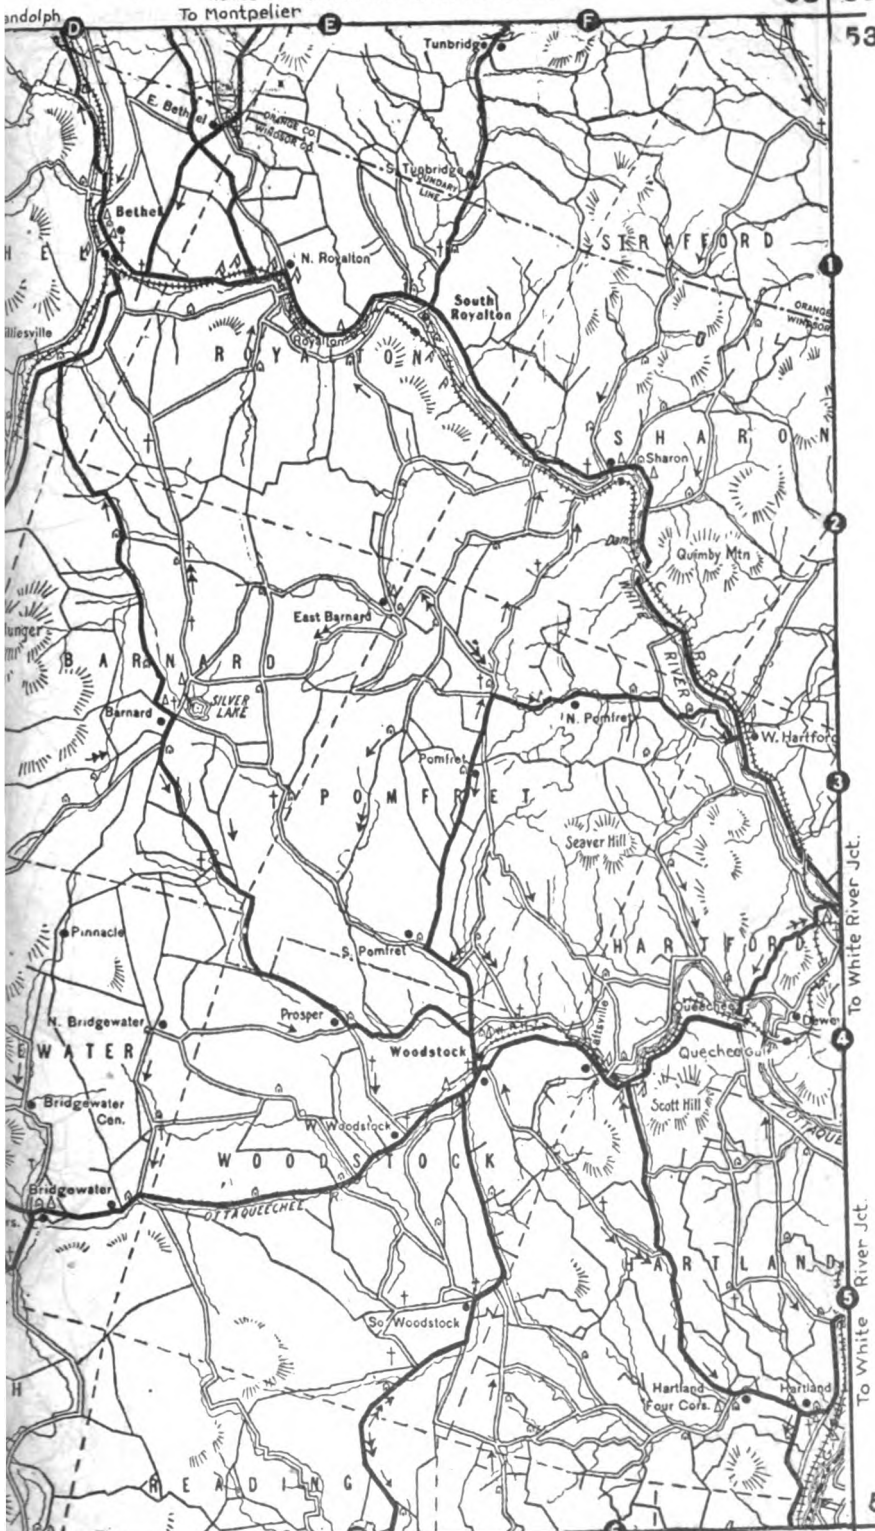 To Montpelier
D
E
F
53
Tunbridge
E. Bethel
ORANGE CO.
WINDSOR CO.
S. Tunbridge
BOUNDARY
LINE
Bethel
STRAFFORD
N. Royalton
1
South
Royalton
ORANGE
WINDSOR
Royalton
ROYALTON
SHARON
Sharon
2
Dam
Quimby Mtn
WHITE
RIVER
East Barnard
BARNARD
SILVER
LAKE
Barnard
N. Pomfret
W. Hartford
Pomfret
3
POMFRET
Seaver Hill
To White River Jct.
Pinnacle
S. Pomfret
HARTFORD
N. Bridgewater
Prosper
Quechee
Woodstock
4
Quechee Gulf
Bridgewater
Cen.
Scott Hill
W. Woodstock
WOODSTOCK
Bridgewater
OTTAQUEECHEE
HARTLAND
To White River Jct.
5
So. Woodstock
Hartland
Four Cors.
Hartland
READING